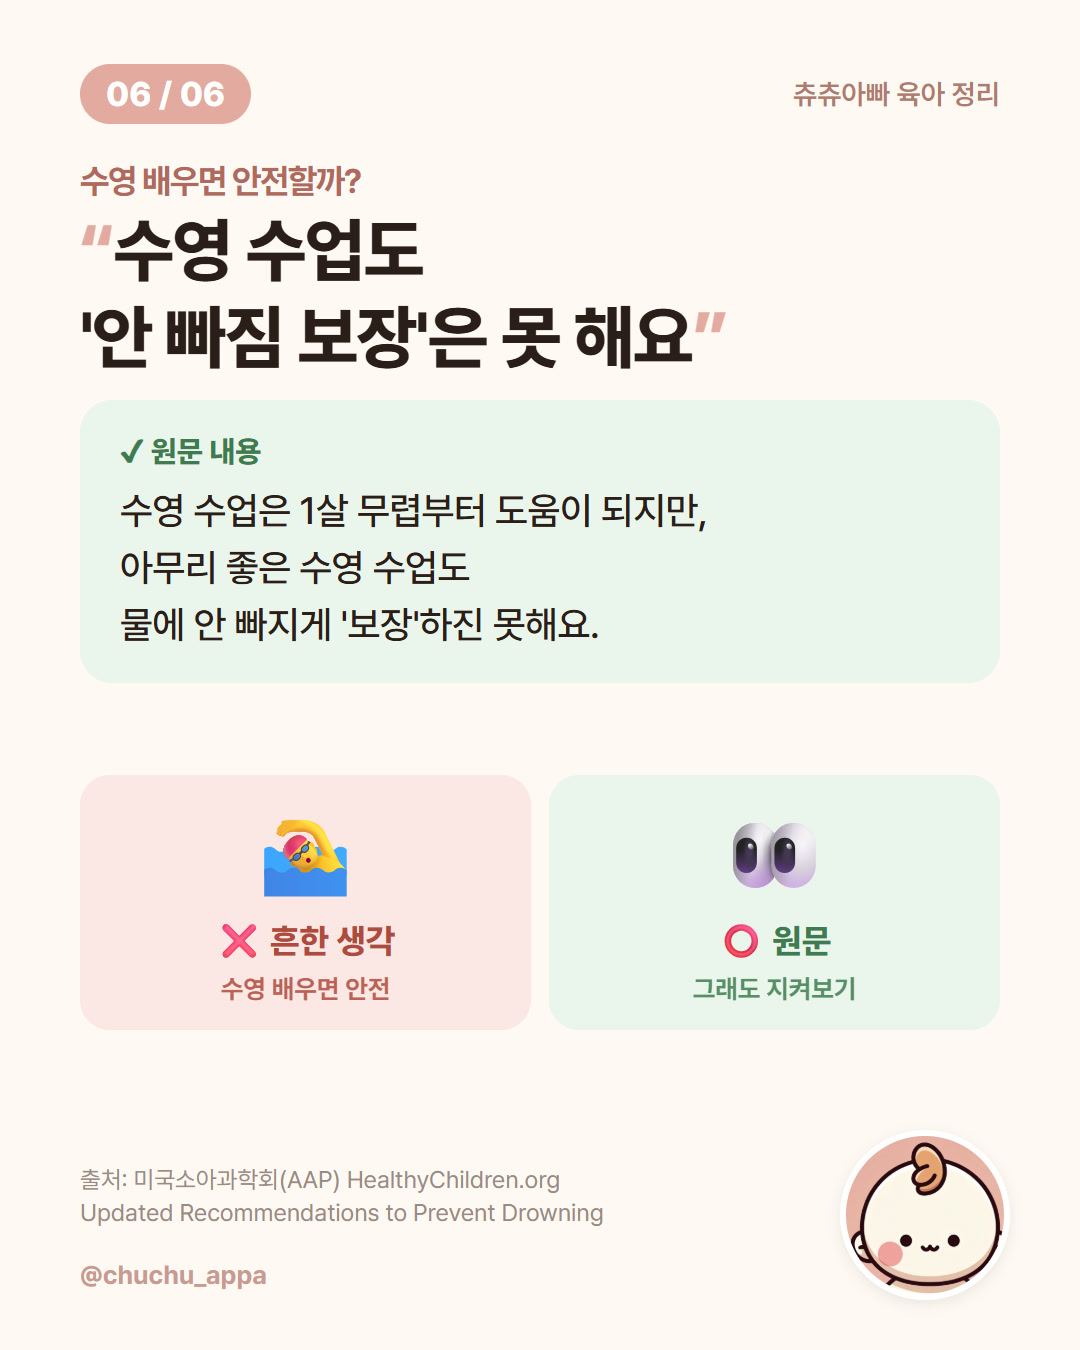 06 / 06
츄츄아빠 육아 정리
수영 배우면 안전할까?
“수영 수업도
'안 빠짐 보장'은 못 해요”
✔ 원문 내용
수영 수업은 1살 무렵부터 도움이 되지만,
아무리 좋은 수영 수업도
물에 안 빠지게 '보장'하진 못해요.
❌ 흔한 생각
수영 배우면 안전
⭕ 원문
그래도 지켜보기
출처: 미국소아과학회(AAP) HealthyChildren.org
Updated Recommendations to Prevent Drowning
@chuchu_appa